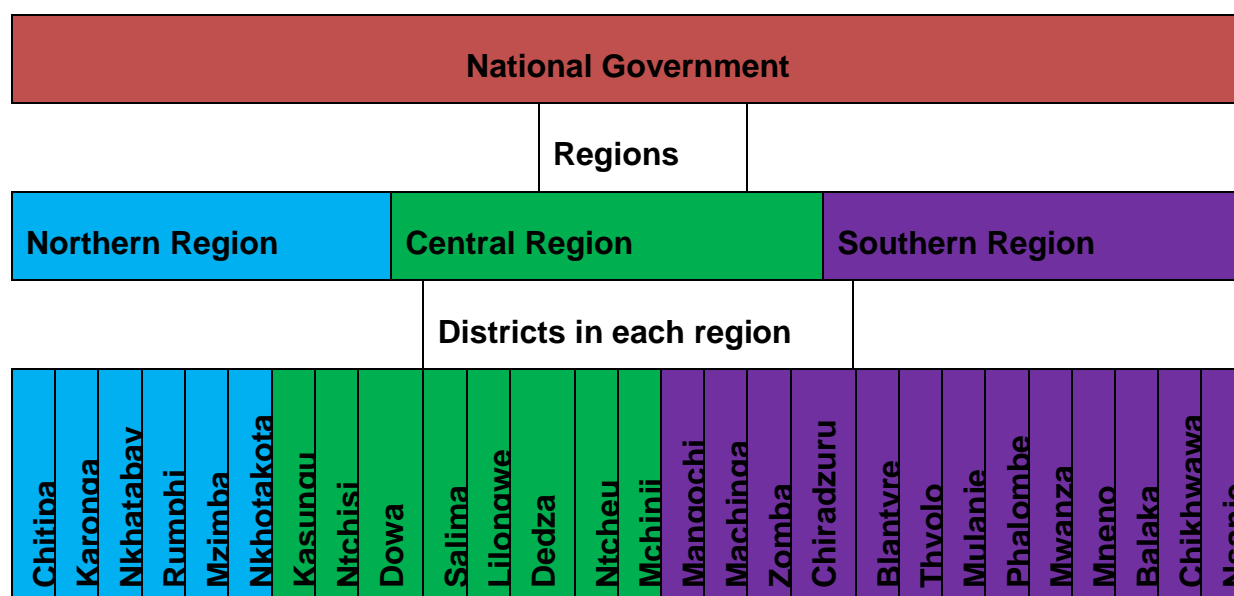 National Government
Regions
Northern Region
Central Region
Southern Region
Districts in each region
Chitipa
Karonga
Nkhatabay
Rumphi
Mzimba
Nkhotakota
Kasungu
Ntchisi
Dowa
Salima
Lilongwe
Dedza
Ntcheu
Mchinji
Mangochi
Machinga
Zomba
Chiradzuru
Blantyre
Thyolo
Mulanje
Phalombe
Mwanza
Mneno
Balaka
Chikhwawa
Nsanje